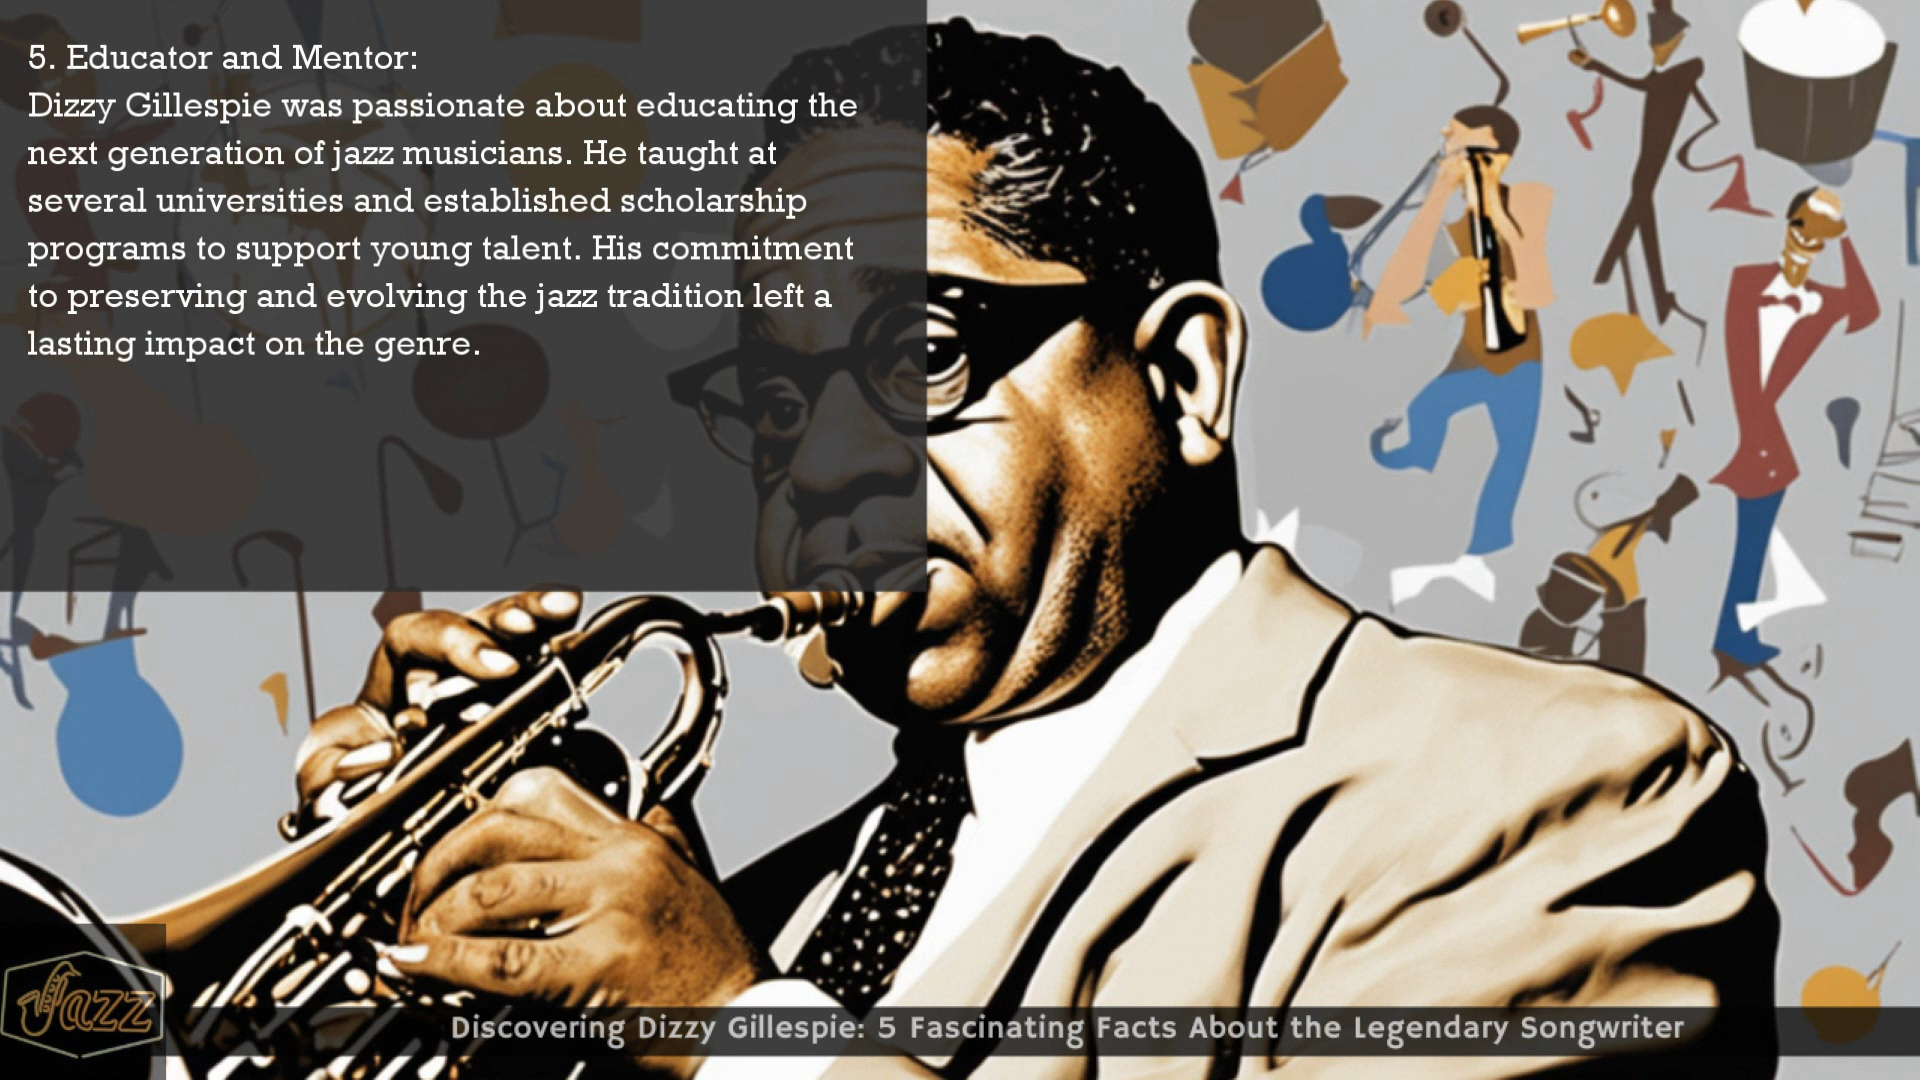 5. Educator and Mentor:
Dizzy Gillespie was passionate about educating the
next generation of jazz musicians. He taught at
several universities and established scholarship
programs to support young talent. His commitment
to preserving and evolving the jazz tradition left a
lasting impact on the genre.
Jazz
Discovering Dizzy Gillespie: 5 Fascinating Facts About the Legendary Songwriter